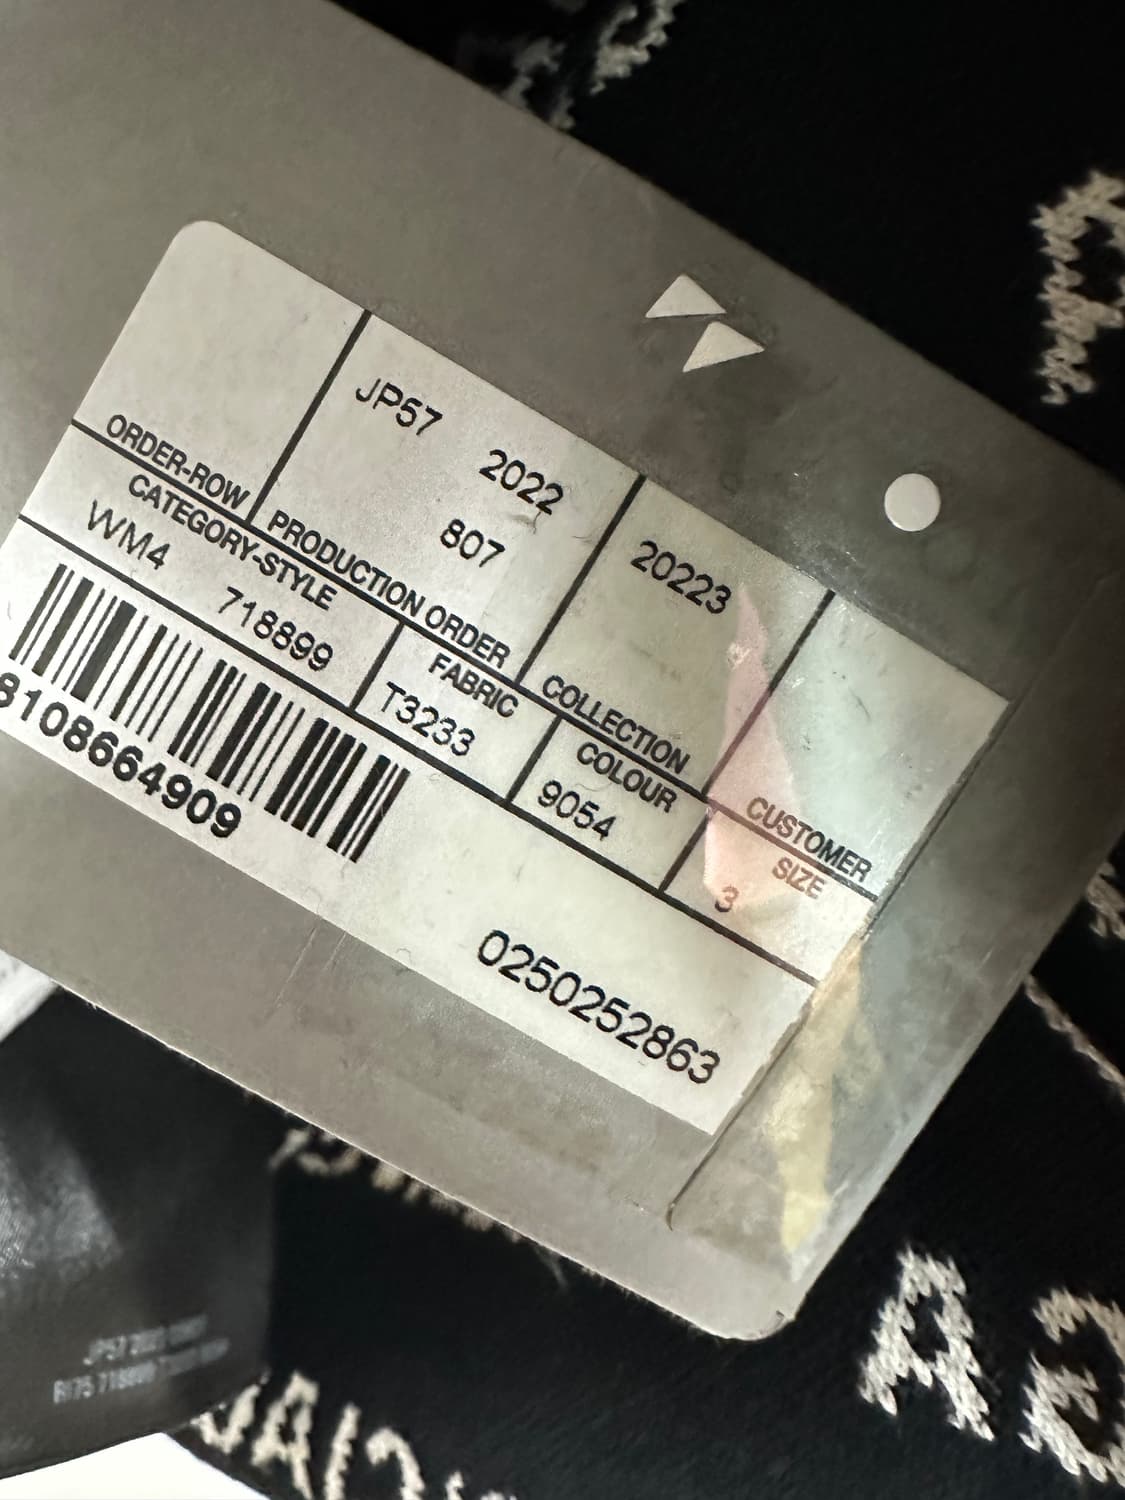 JP57 2022
807
20223
ORDER-ROW PRODUCTION ORDER COLLECTION CUSTOMER
CATEGORY-STYLE FABRIC COLOUR SIZE
WM4 718899 T3233 9054 3
8108664909
0250252863